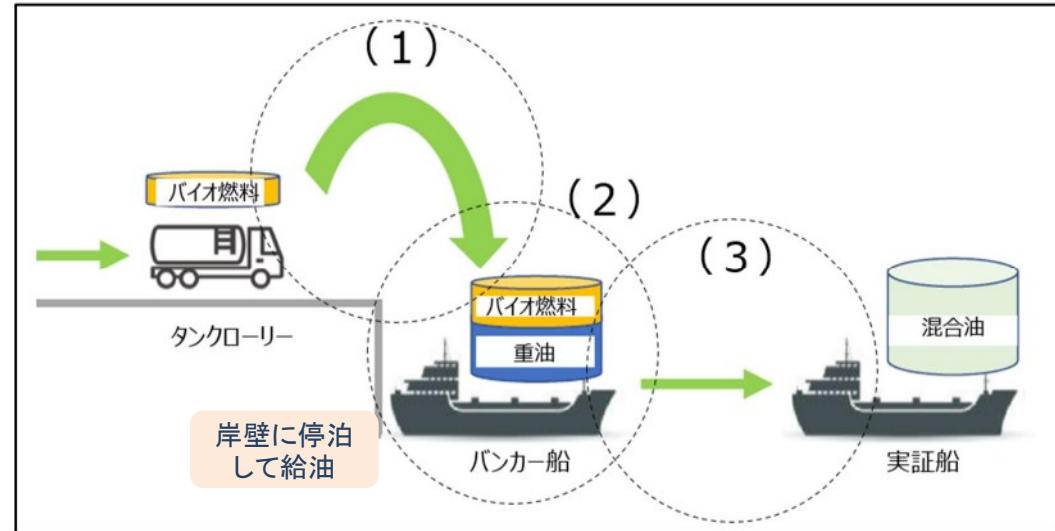 （1）
バイオ燃料
（2）
（3）
バイオ燃料
混合油
重油
タンクローリー
岸壁に停泊
して給油
バンカー船
実証船